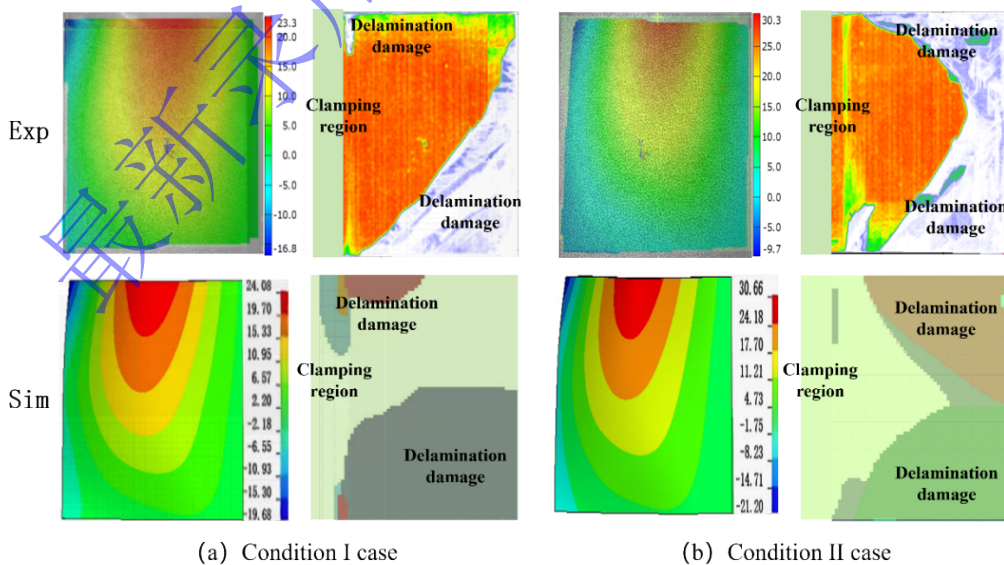 Exp
23.3
20.0
15.0
10.0
5.0
0.0
-5.0
-10.0
-16.8
Delamination
damage
Clamping
region
Delamination
damage
30.3
25.0
20.0
15.0
10.0
5.0
0.0
-5.0
-9.7
Delamination
damage
Clamping
region
Delamination
damage
Sim
24.08
19.70
15.33
10.95
6.57
2.20
-2.18
-6.55
-10.93
-15.30
-19.68
Delamination
damage
Clamping
region
Delamination
damage
30.66
24.18
17.70
11.21
4.73
-1.75
-8.23
-14.71
-21.20
Delamination
damage
Clamping
region
Delamination
damage
(a) Condition I case
(b) Condition II case
最新录